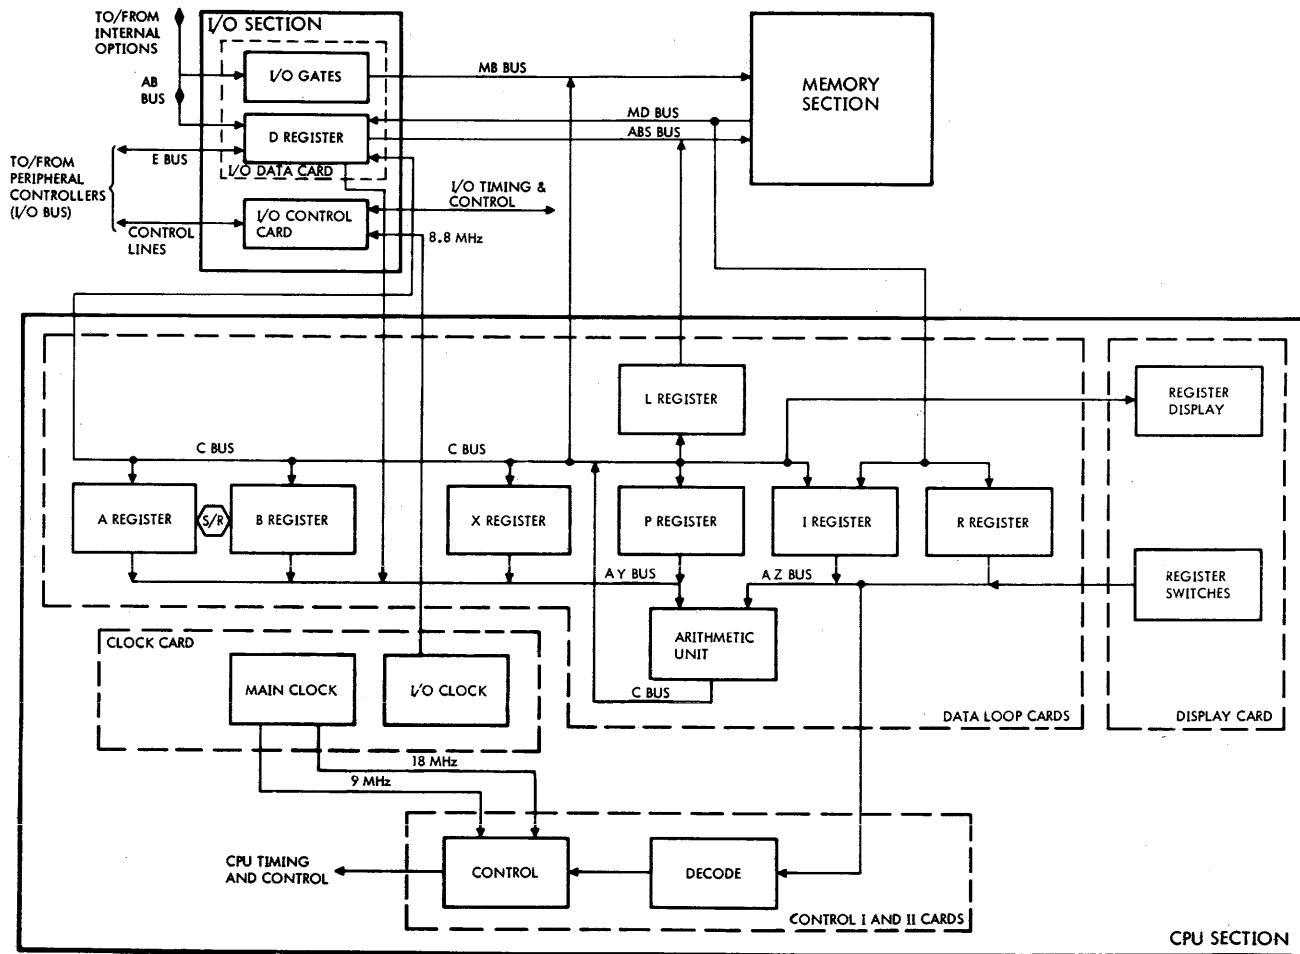 TO/FROM
INTERNAL
OPTIONS
I/O SECTION
I/O GATES
MB BUS
MEMORY
SECTION
AB
BUS
MD BUS
D REGISTER
ABS BUS
E BUS
I/O DATA CARD
TO/FROM
PERIPHERAL
CONTROLLERS
(I/O BUS)
I/O TIMING &
CONTROL
I/O CONTROL
CARD
CONTROL
LINES
8.8 MHz
L REGISTER
REGISTER
DISPLAY
C BUS
C BUS
A REGISTER
S/R
B REGISTER
X REGISTER
P REGISTER
I REGISTER
R REGISTER
AY BUS
AZ BUS
REGISTER
SWITCHES
ARITHMETIC
UNIT
CLOCK CARD
MAIN CLOCK
I/O CLOCK
C BUS
DATA LOOP CARDS
DISPLAY CARD
18 MHz
9 MHz
CPU TIMING
AND CONTROL
CONTROL
DECODE
CONTROL I AND II CARDS
CPU SECTION